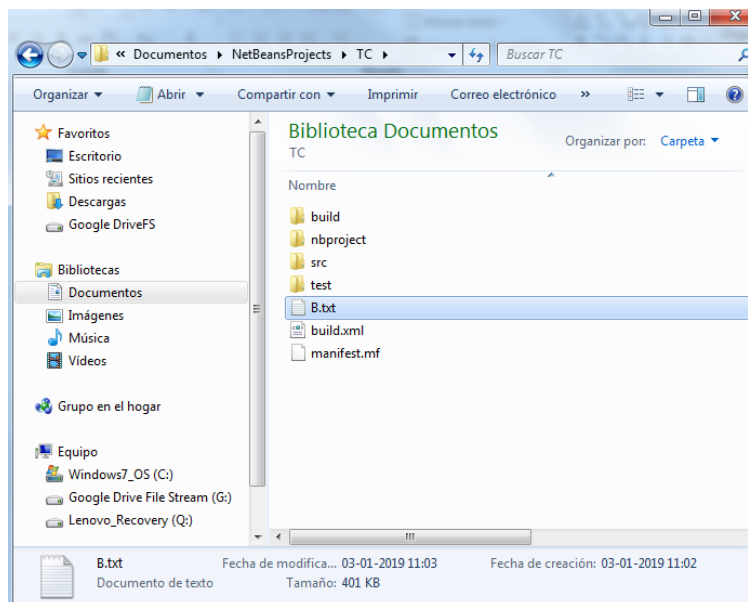 « Documentos ▸ NetBeansProjects ▸ TC ▸
Buscar TC
Organizar ▾ Abrir ▾ Compartir con ▾ Imprimir Correo electrónico »
Favoritos
Escritorio
Sitios recientes
Descargas
Google DriveFS
Bibliotecas
Documentos
Imágenes
Música
Vídeos
Grupo en el hogar
Equipo
Windows7_OS (C:)
Google Drive File Stream (G:)
Lenovo_Recovery (Q:)
Biblioteca Documentos
TC
Organizar por: Carpeta ▾
Nombre
build
nbproject
src
test
B.txt
build.xml
manifest.mf
B.txt Fecha de modifica... 03-01-2019 11:03 Fecha de creación: 03-01-2019 11:02
Documento de texto Tamaño: 401 KB